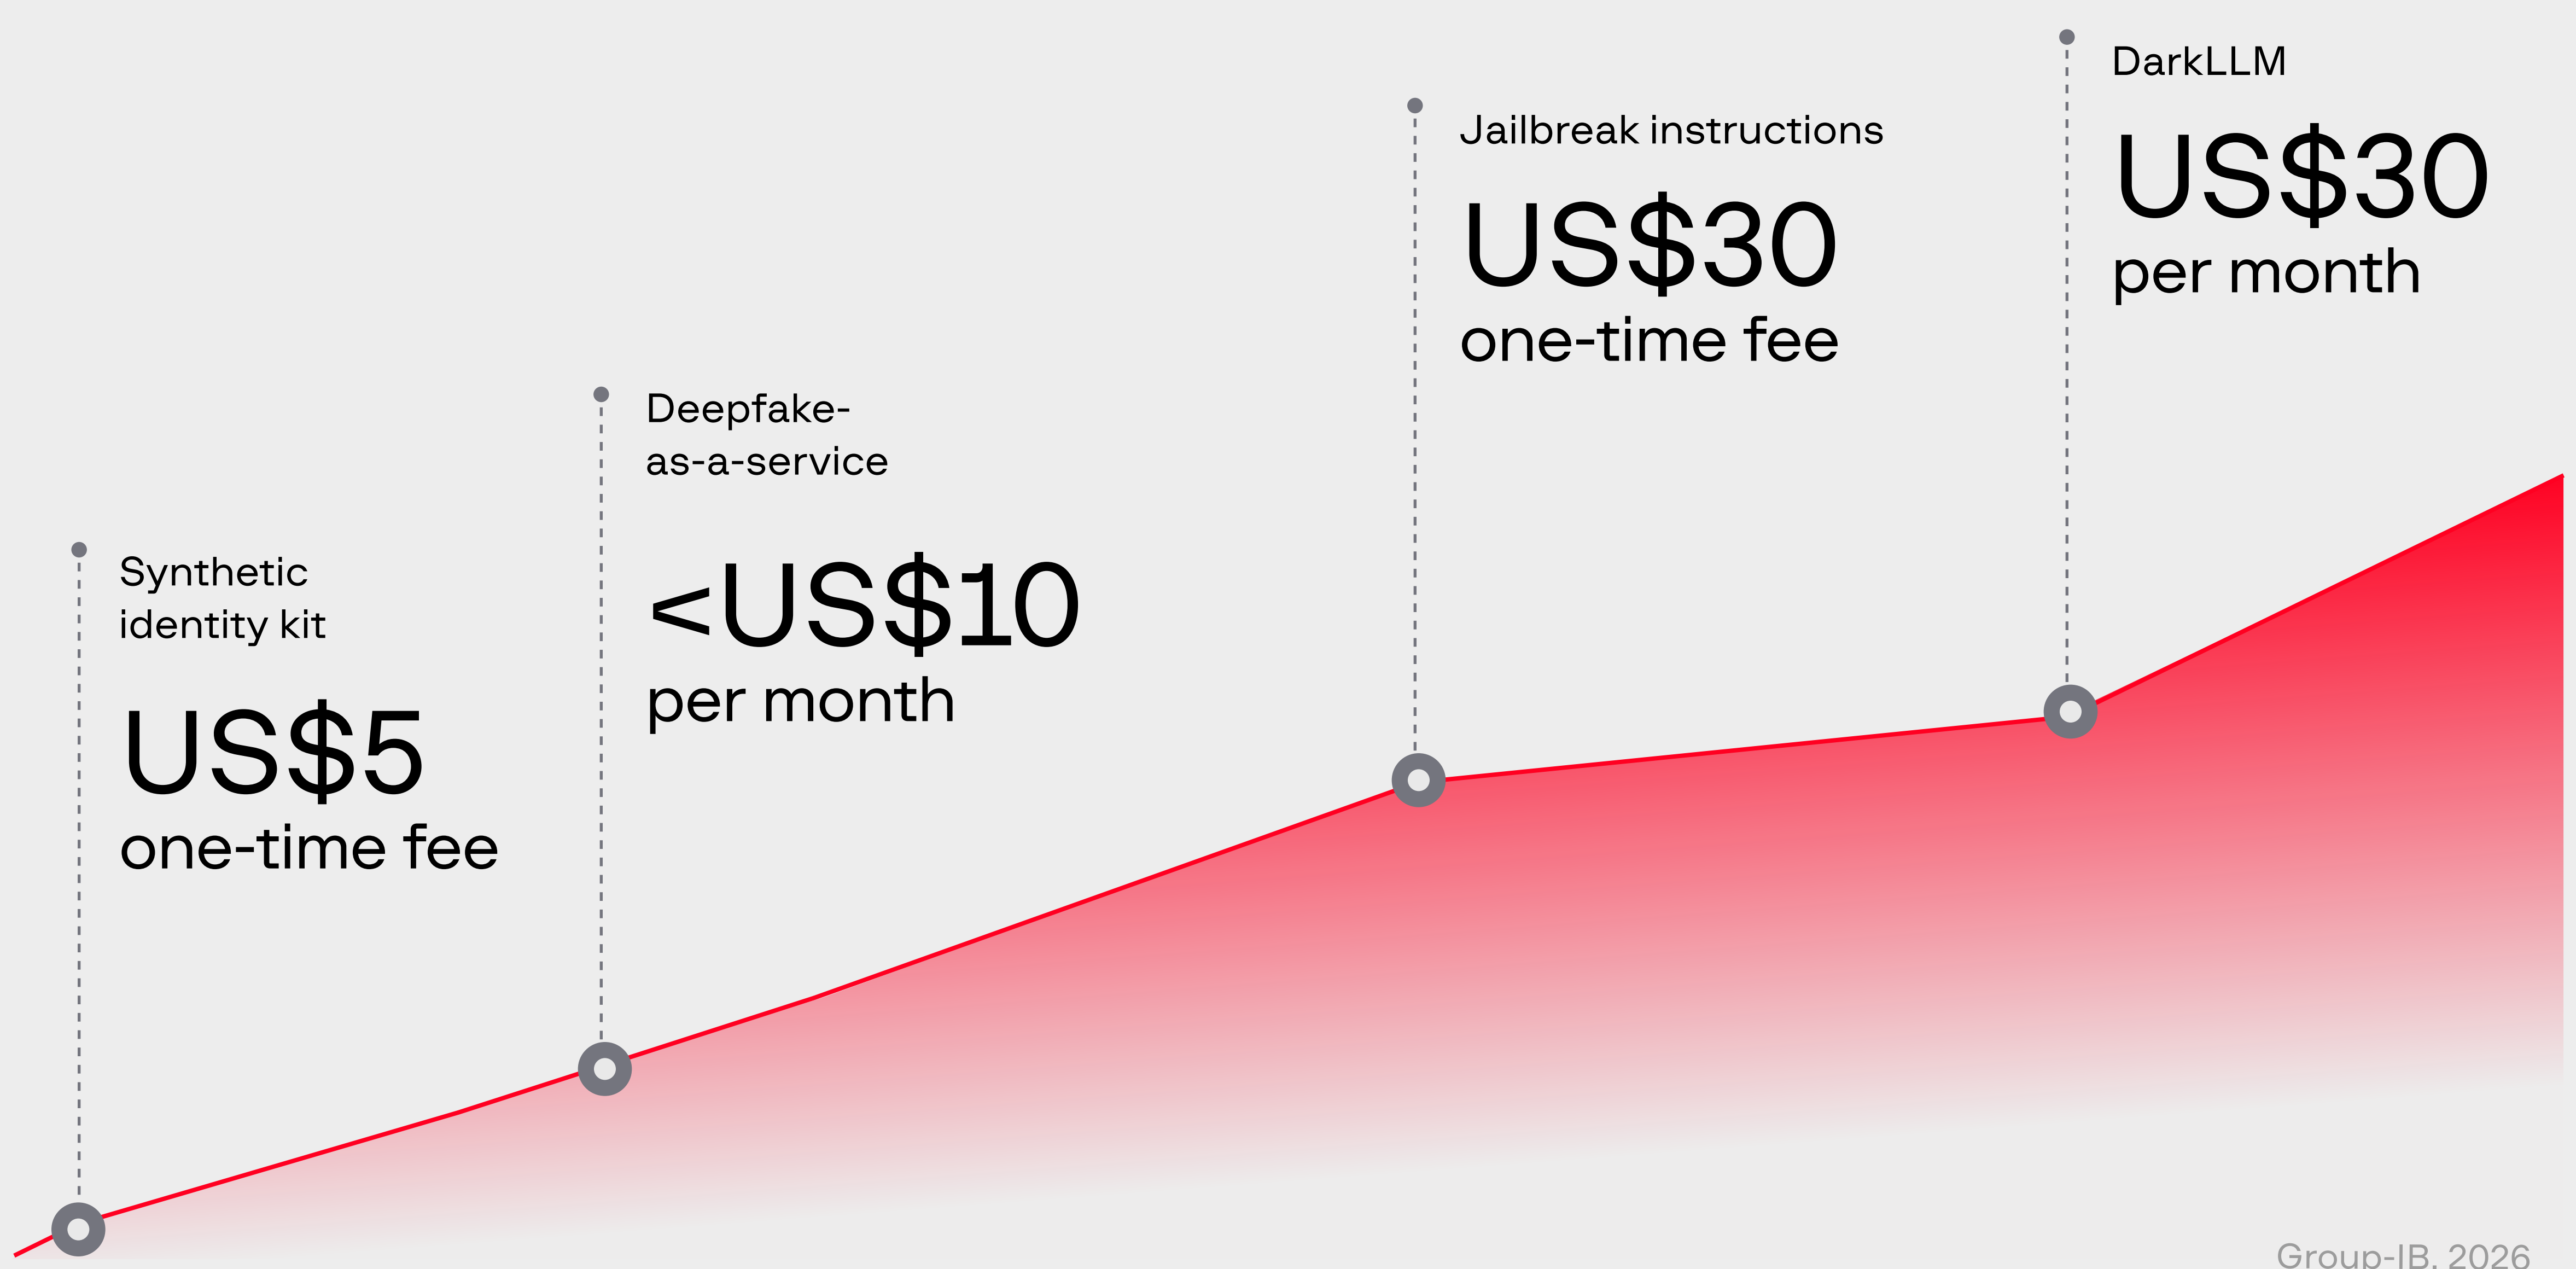 Synthetic
identity kit
US$5
one-time fee
Deepfake-
as-a-service
<US$10
per month
Jailbreak instructions
US$30
one-time fee
DarkLLM
US$30
per month
Group-IB, 2026